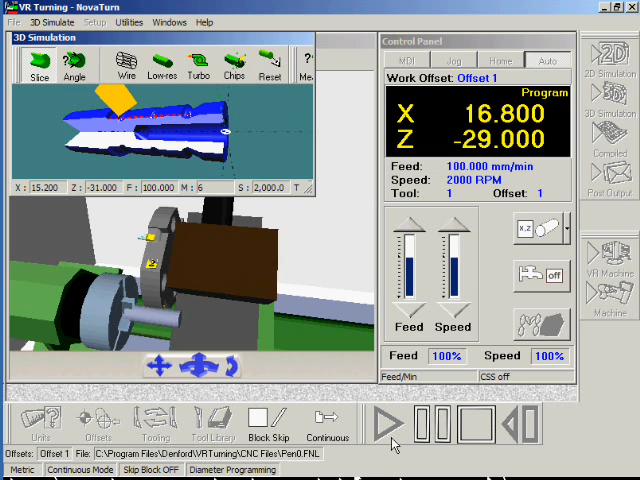 VR Turning - NovaTurn
File 3D Simulate Setup Utilities Windows Help
3D Simulation
Slice Angle Wire Low-res Turbo Chips Reset
X : 15.200 Z : -31.000 F : 100.000 M : 6 S : 2,000.0 T
Control Panel
MDI Jog Home Auto
Work Offset: Offset 1
Program
X 16.800
Z -29.000
Feed: 100.000 mm/min
Speed: 2000 RPM
Tool: 1 Offset: 1
x,z
off
Feed Speed
Feed 100% Speed 100%
Feed/Min CSS off
2D
2D Simulation
3D
3D Simulation
Compiled
Post Output
VR Machine
Machine
Units Offsets Tooling Tool Library Block Skip Continuous
Offsets: Offset 1 File: C:\Program Files\Denford\VRTurning\CNC Files\Pen0.FNL
Metric Continuous Mode Skip Block OFF Diameter Programming